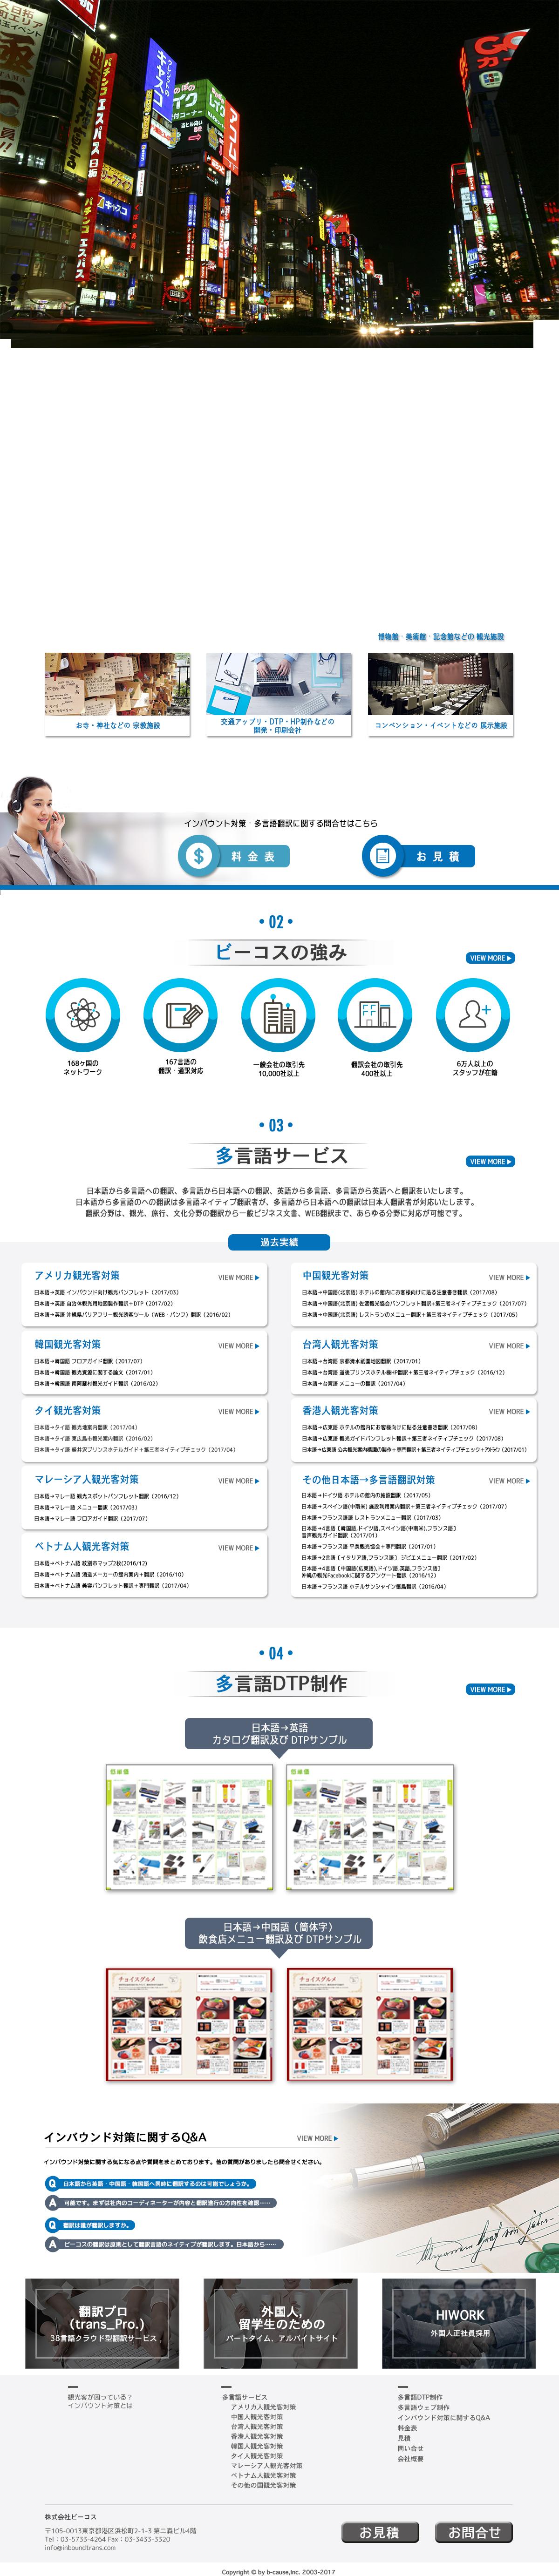 博物館・美術館・記念館などの 観光施設
お寺・神社などの 宗教施設
交通アップリ・DTP・HP制作などの
開発・印刷会社
コンベンション・イベントなどの 展示施設
インバウント対策・多言語翻訳に関する問合せはこちら
料金表
お見積
• 02 •
ビーコスの強み
VIEW MORE
168ヶ国の
ネットワーク
167言語の
翻訳・通訳対応
一般会社の取引先
10,000社以上
翻訳会社の取引先
400社以上
6万人以上の
スタッフが在籍
• 03 •
多言語サービス
VIEW MORE
日本語から多言語への翻訳、多言語から日本語への翻訳、英語から多言語、多言語から英語へと翻訳をいたします。
日本語から多言語のへの翻訳は多言語ネイティブ翻訳者が、多言語から日本語への翻訳は日本人翻訳者が対応いたします。
翻訳分野は、観光、旅行、文化分野の翻訳から一般ビジネス文書、WEB翻訳まで、あらゆる分野に対応が可能です。
過去実績
アメリカ観光客対策
VIEW MORE
日本語→英語 インバウンド向け観光パンフレット（2017/03）
日本語→英語 自治体観光用地図製作翻訳＋DTP（2017/02）
日本語→英語 沖縄県バリアフリー観光接客ツール（WEB・パンフ）翻訳（2016/02）
中国観光客対策
VIEW MORE
日本語→中国語(北京語) ホテルの館内にお客様向けに貼る注意書き翻訳（2017/08）
日本語→中国語(北京語) 佐渡観光協会パンフレット翻訳+第三者ネイティブチェック（2017/07）
日本語→中国語(北京語) レストランのメニュー翻訳＋第三者ネイティブチェック（2017/05）
韓国観光客対策
VIEW MORE
日本語→韓国語 フロアガイド翻訳（2017/07）
日本語→韓国語 観光資源に関する論文（2017/01）
日本語→韓国語 南阿蘇村観光ガイド翻訳（2016/02）
台湾人観光客対策
VIEW MORE
日本語→台湾語 京都清水祇園地図翻訳（2017/01）
日本語→台湾語 道後プリンスホテル様HP翻訳＋第三者ネイティブチェック（2016/12）
日本語→台湾語 メニューの翻訳（2017/04）
タイ観光客対策
VIEW MORE
日本語→タイ語 観光地案内翻訳（2017/04）
日本語→タイ語 東広島市観光案内翻訳（2016/02）
日本語→タイ語 軽井沢プリンスホテルガイド＋第三者ネイティブチェック（2017/04）
香港人観光客対策
VIEW MORE
日本語→広東語 ホテルの館内にお客様向けに貼る注意書き翻訳（2017/08）
日本語→広東語 観光ガイドパンフレット翻訳＋第三者ネイティブチェック（2017/08）
マレーシア人観光客対策
VIEW MORE
日本語→マレー語 観光スポットパンフレット翻訳（2016/12）
日本語→マレー語 メニュー翻訳（2017/03）
日本語→マレー語 フロアガイド翻訳（2017/07）
その他日本語→多言語翻訳対策
VIEW MORE
日本語→ドイツ語 ホテルの館内の施設翻訳（2017/05）
日本語→スペイン語(中南米) 施設利用案内翻訳＋第三者ネイティブチェック（2017/07）
日本語→フランス語語 レストランメニュー翻訳（2017/03）
日本語→4言語〔韓国語,ドイツ語,スペイン語(中南米),フランス語〕
音声観光ガイド翻訳（2017/01）
日本語→フランス語 平泉観光協会＋専門翻訳（2017/01）
日本語→2言語〔イタリア語,フランス語〕 ジビエメニュー翻訳（2017/02）
日本語→4言語〔中国語(広東語),ドイツ語,英語,フランス語〕
沖縄の観光Facebookに関するアンケート翻訳（2016/12）
日本語→フランス語 ホテルサンシャイン徳島翻訳（2016/04）
ベトナム人観光客対策
VIEW MORE
日本語→ベトナム語 紋別市マップ2枚(2016/12)
日本語→ベトナム語 酒造メーカーの館内案内＋翻訳（2016/10）
日本語→ベトナム語 美容パンフレット翻訳＋専門翻訳（2017/04）
• 04 •
多言語DTP制作
VIEW MORE
日本語→英語
カタログ翻訳及び DTPサンプル
日本語→中国語（簡体字）
飲食店メニュー翻訳及び DTPサンプル
チョイスグルメ
チョイスグルメ
インバウンド対策に関するQ&A
VIEW MORE
インバウンド対策に関する気になる点や質問をまとめております。他の質問がありましたら問合せください。
Q 日本語から英語・中国語・韓国語へ同時に翻訳するのは可能でしょうか。
A 可能です。まずは社内のコーディネーターが内容と翻訳進行の方向性を確認……
Q 翻訳は誰が翻訳しますか。
A ビーコスの翻訳は原則として翻訳言語のネイティブが翻訳します。日本語から……
翻訳プロ
(trans_Pro.)
38言語クラウド型翻訳サービス
外国人,
留学生のための
パートタイム、アルバイトサイト
HIWORK
外国人正社員採用
観光客が困っている？
インバウント対策とは
多言語サービス
アメリカ人観光客対策
中国人観光客対策
台湾人観光客対策
香港人観光客対策
韓国人観光客対策
タイ人観光客対策
マレーシア人観光客対策
ベトナム人観光客対策
その他の国観光客対策
多言語DTP制作
多言語ウェブ制作
インバウンド対策に関するQ&A
料金表
見積
問い合せ
会社概要
株式会社ビーコス
〒105-0013東京都港区浜松町2-1-3 第二森ビル4階
Tel：03-5733-4264 Fax：03-3433-3320
info@inboundtrans.com
お見積
お問合せ
Copyright © by b-cause,Inc. 2003-2017